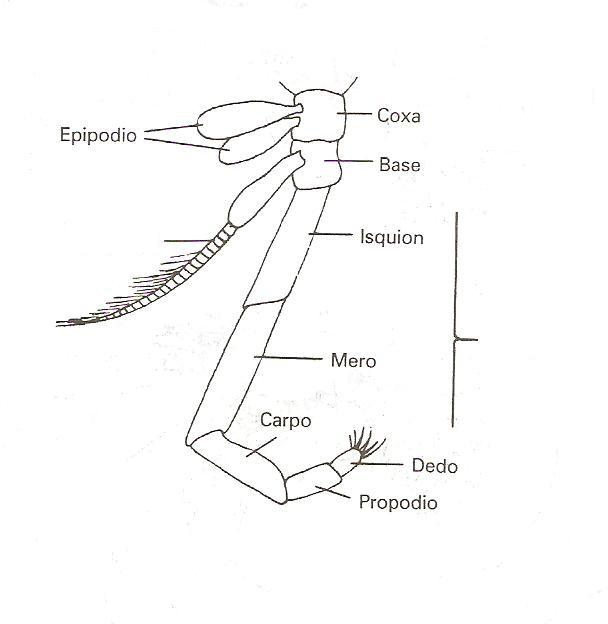 Coxa
Epipodio
Base
Isquion
Mero
Carpo
Dedo
Propodio